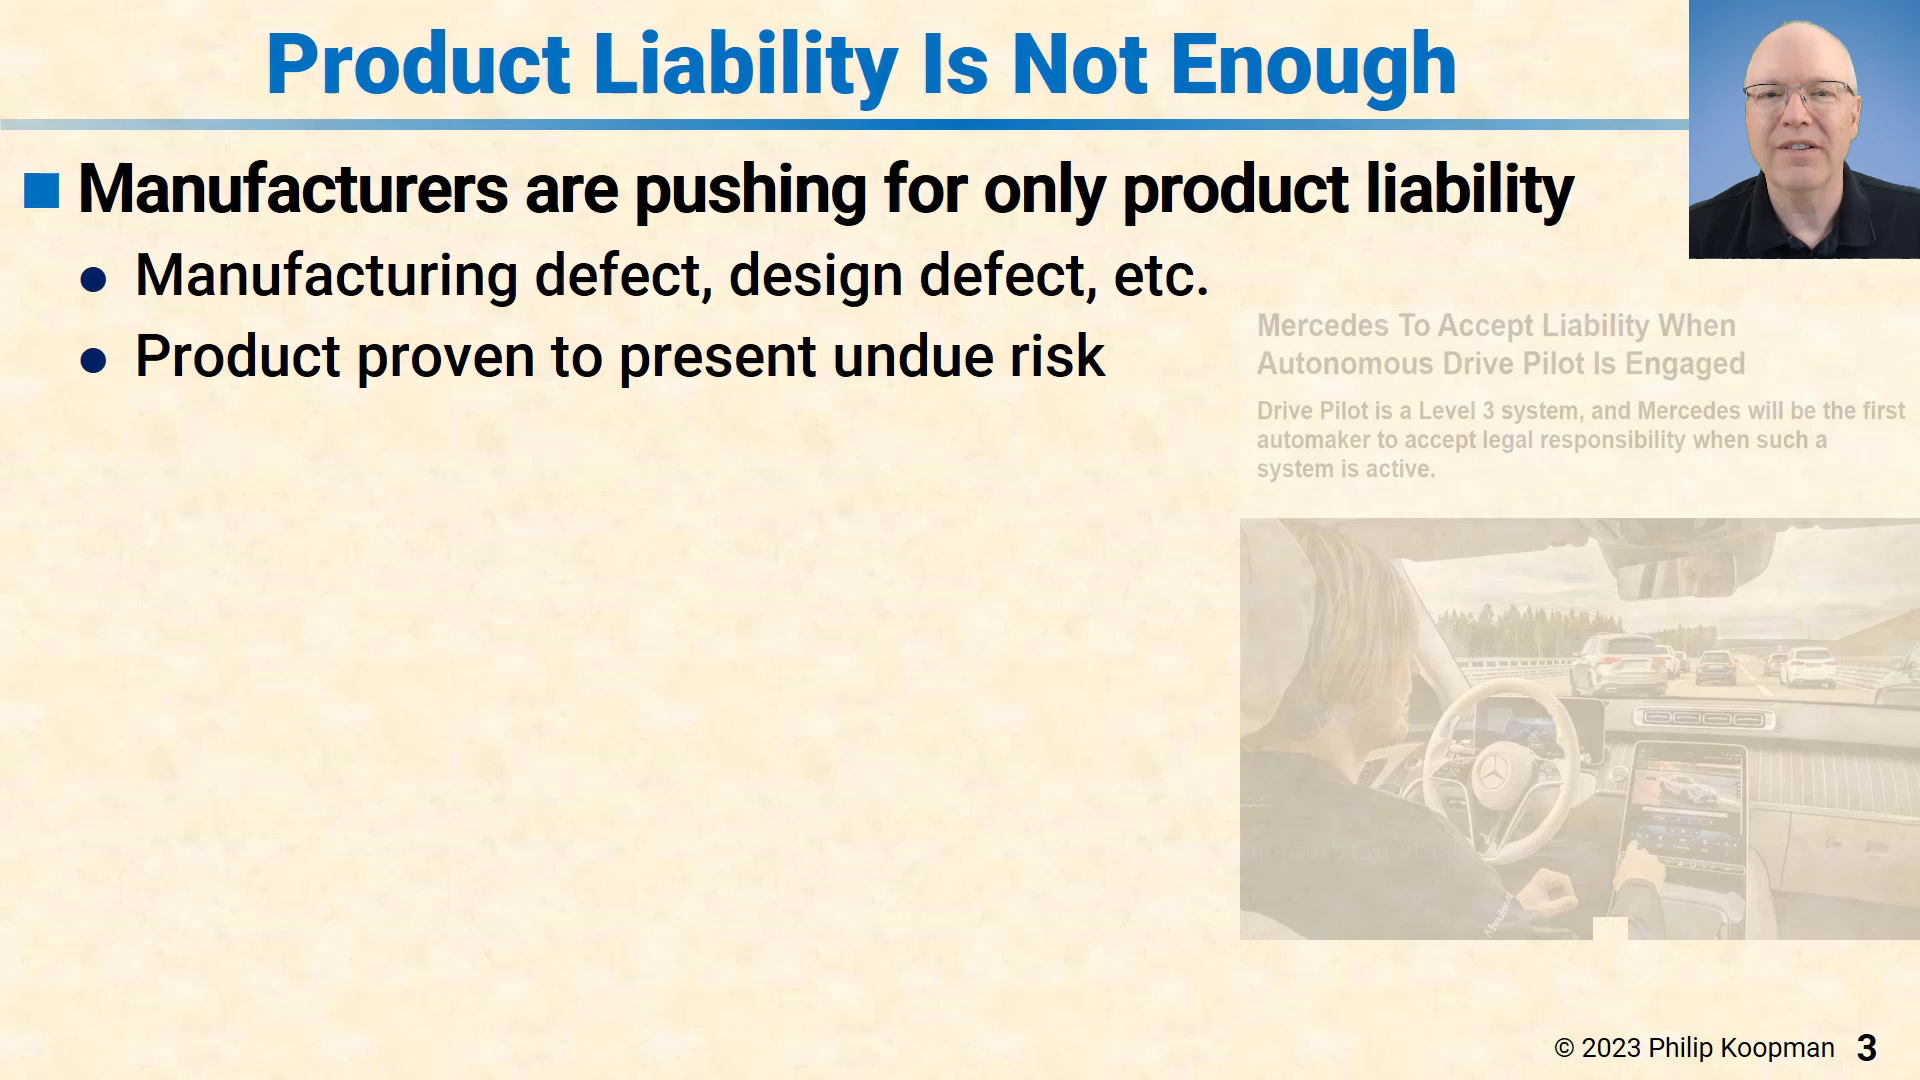 Product Liability Is Not Enough
Manufacturers are pushing for only product liability
Manufacturing defect, design defect, etc.
Product proven to present undue risk
Mercedes To Accept Liability When
Autonomous Drive Pilot Is Engaged
Drive Pilot is a Level 3 system, and Mercedes will be the first
automaker to accept legal responsibility when such a
system is active.
© 2023 Philip Koopman 3